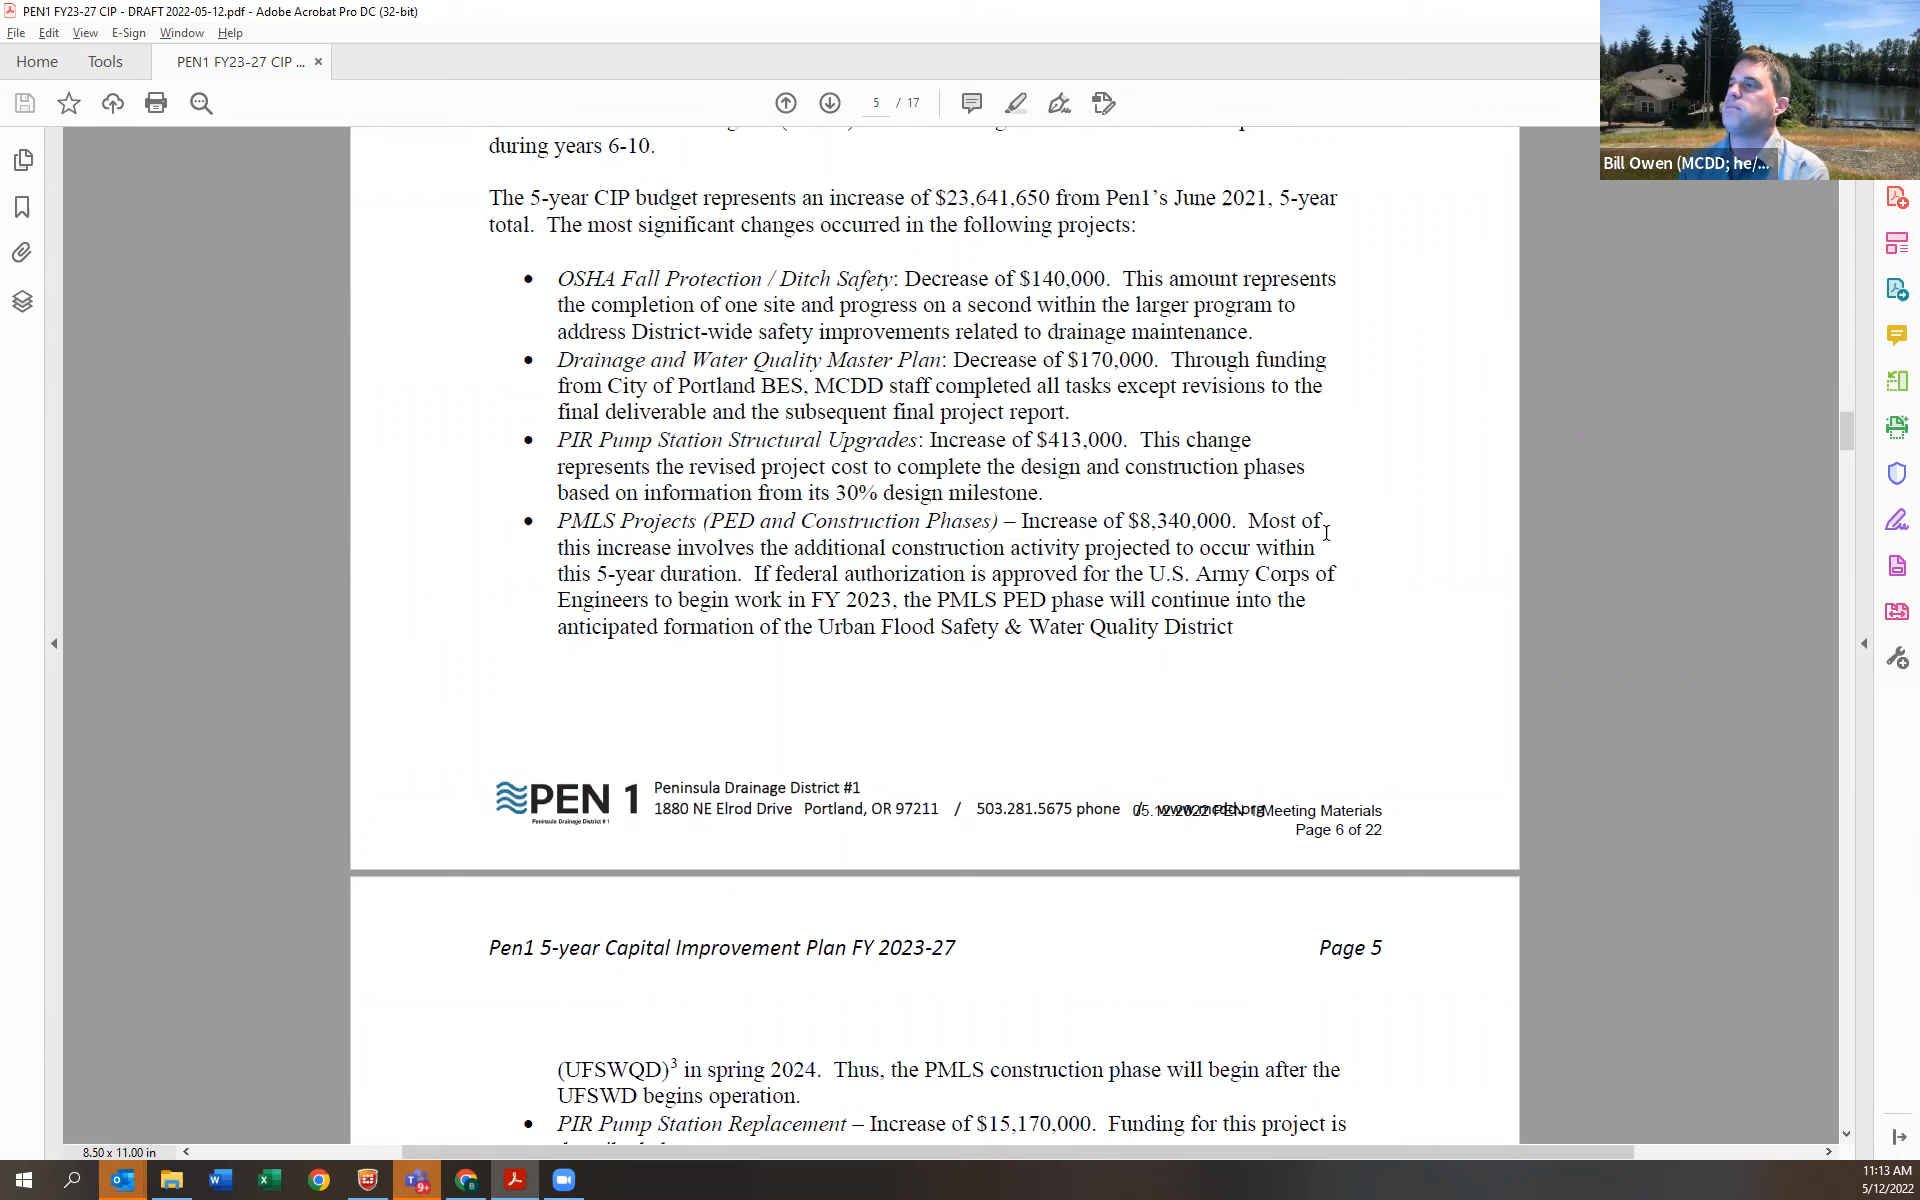 PEN1 FY23-27 CIP - DRAFT 2022-05-12.pdf - Adobe Acrobat Pro DC (32-bit)
File Edit View E-Sign Window Help
Home Tools PEN1 FY23-27 CIP ... ×
5 / 17
Bill Owen (MCDD; he/...
during years 6-10.
The 5-year CIP budget represents an increase of $23,641,650 from Pen1’s June 2021, 5-year
total. The most significant changes occurred in the following projects:
• OSHA Fall Protection / Ditch Safety: Decrease of $140,000. This amount represents
the completion of one site and progress on a second within the larger program to
address District-wide safety improvements related to drainage maintenance.
• Drainage and Water Quality Master Plan: Decrease of $170,000. Through funding
from City of Portland BES, MCDD staff completed all tasks except revisions to the
final deliverable and the subsequent final project report.
• PIR Pump Station Structural Upgrades: Increase of $413,000. This change
represents the revised project cost to complete the design and construction phases
based on information from its 30% design milestone.
• PMLS Projects (PED and Construction Phases) – Increase of $8,340,000. Most of
this increase involves the additional construction activity projected to occur within
this 5-year duration. If federal authorization is approved for the U.S. Army Corps of
Engineers to begin work in FY 2023, the PMLS PED phase will continue into the
anticipated formation of the Urban Flood Safety & Water Quality District
PEN 1
Peninsula Drainage District #1
Peninsula Drainage District #1
1880 NE Elrod Drive Portland, OR 97211 / 503.281.5675 phone / www.mcdd.org
05.12.2022 PEN 1 Meeting Materials
Page 6 of 22
Pen1 5-year Capital Improvement Plan FY 2023-27 Page 5
(UFSWQD)3 in spring 2024. Thus, the PMLS construction phase will begin after the
UFSWD begins operation.
• PIR Pump Station Replacement – Increase of $15,170,000. Funding for this project is
8.50 x 11.00 in
9+
11:13 AM
5/12/2022